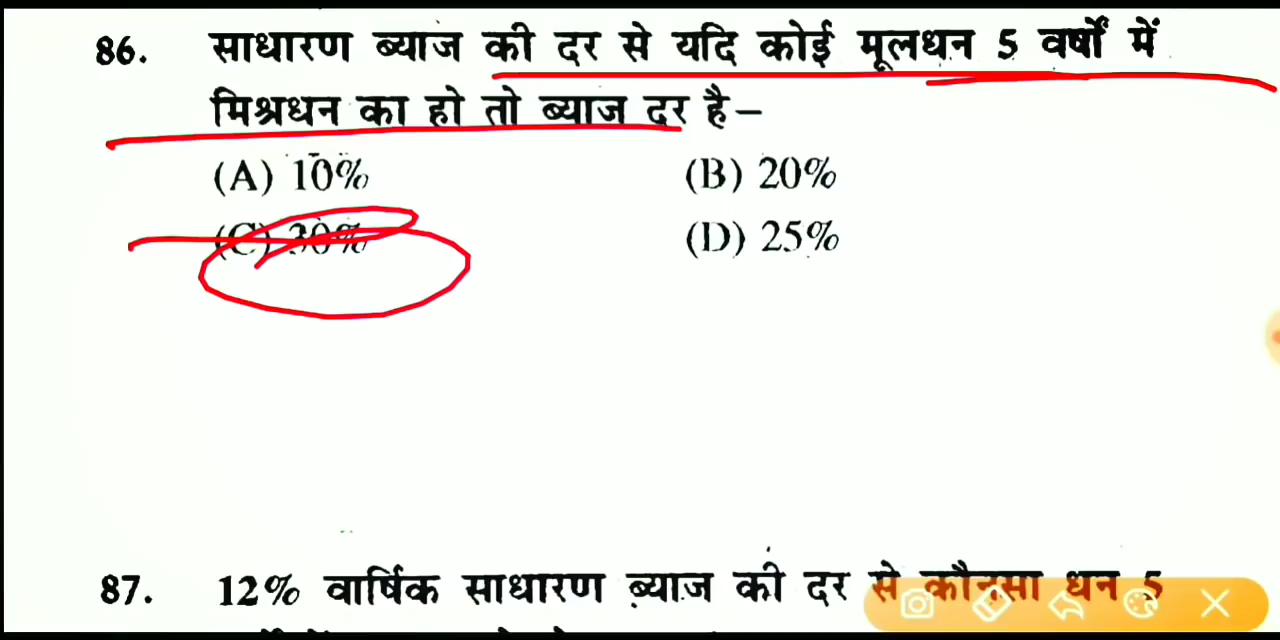 86. साधारण ब्याज की दर से यदि कोई मूलधन 5 वर्षों में
मिश्रधन का हो तो ब्याज दर है–
(A) 10% (B) 20%
(C) 30% (D) 25%
87. 12% वार्षिक साधारण ब्याज की दर से कौनसा धन 5